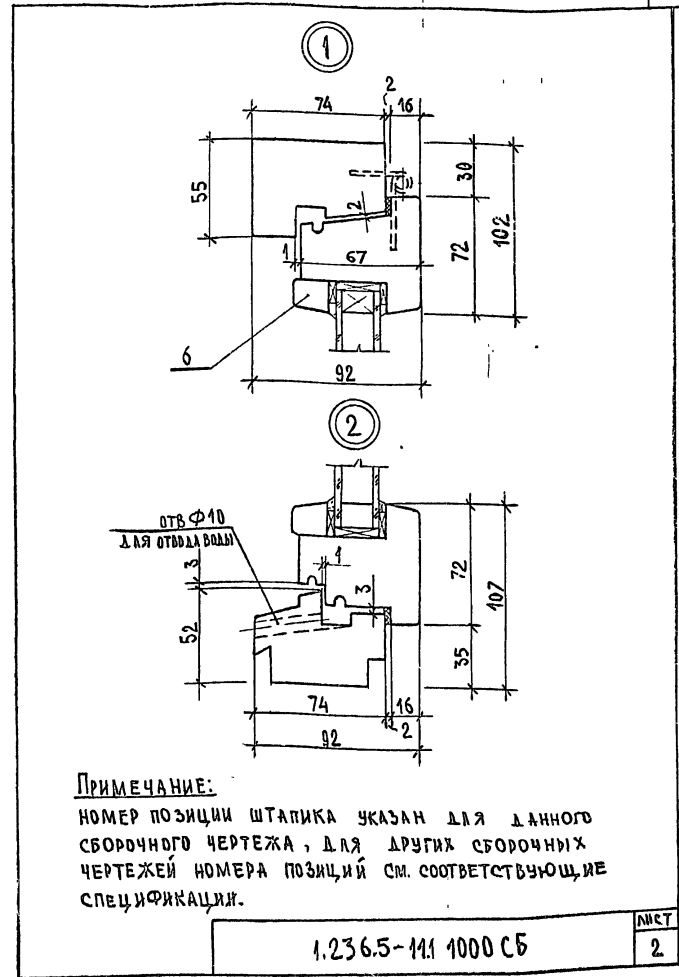 1
2
74
16
55
30
2
72
102
1
67
6
92
2
ОТВ Ф10
ДЛЯ ОТВОДА ВОДЫ
1
3
3
72
107
52
35
74
16
2
92
ПРИМЕЧАНИЕ:
НОМЕР ПОЗИЦИИ ШТАПИКА УКАЗАН ДЛЯ ДАННОГО
СБОРОЧНОГО ЧЕРТЕЖА, ДЛЯ ДРУГИХ СБОРОЧНЫХ
ЧЕРТЕЖЕЙ НОМЕРА ПОЗИЦИЙ СМ. СООТВЕТСТВУЮЩИЕ
СПЕЦИФИКАЦИИ.
1.236.5-11.1 1000 СБ
ЛИСТ
2